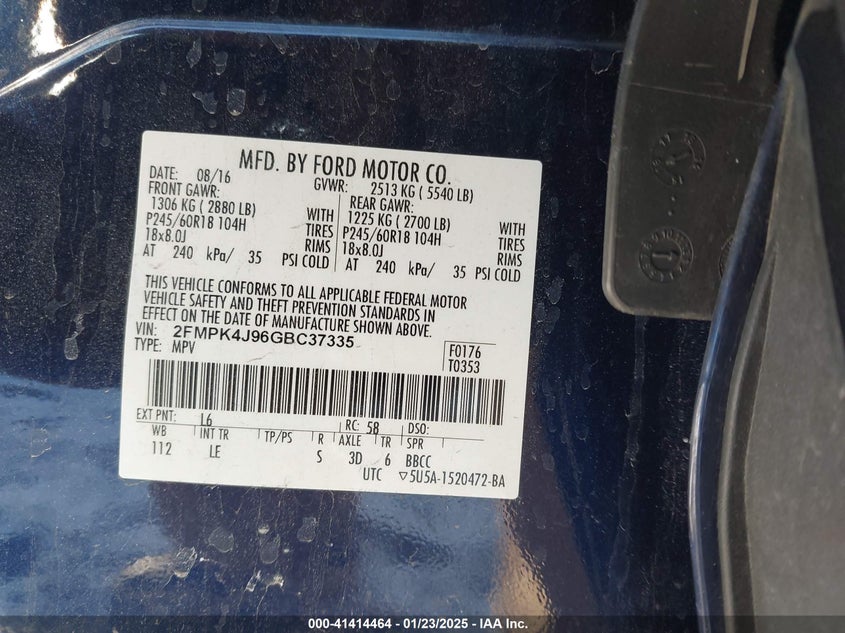 MFD. BY FORD MOTOR CO.
DATE: 08/16 GVWR: 2513 KG ( 5540 LB)
FRONT GAWR: REAR GAWR:
1306 KG ( 2880 LB) WITH 1225 KG ( 2700 LB) WITH
P245/60R18 104H TIRES P245/60R18 104H TIRES
18x8.0J RIMS 18x8.0J RIMS
AT 240 kPa/ 35 PSI COLD AT 240 kPa/ 35 PSI COLD
THIS VEHICLE CONFORMS TO ALL APPLICABLE FEDERAL MOTOR
VEHICLE SAFETY AND THEFT PREVENTION STANDARDS IN
EFFECT ON THE DATE OF MANUFACTURE SHOWN ABOVE.
VIN: 2FMPK4J96GBC37335
TYPE: MPV
F0176
T0353
EXT PNT: L6 RC: 58 DSO:
WB INT TR TP/PS R AXLE TR SPR
112 LE S 3D 6 BBCC
UTC ▽5U5A-1520472-BA
000-41414464 - 01/23/2025 - IAA Inc.